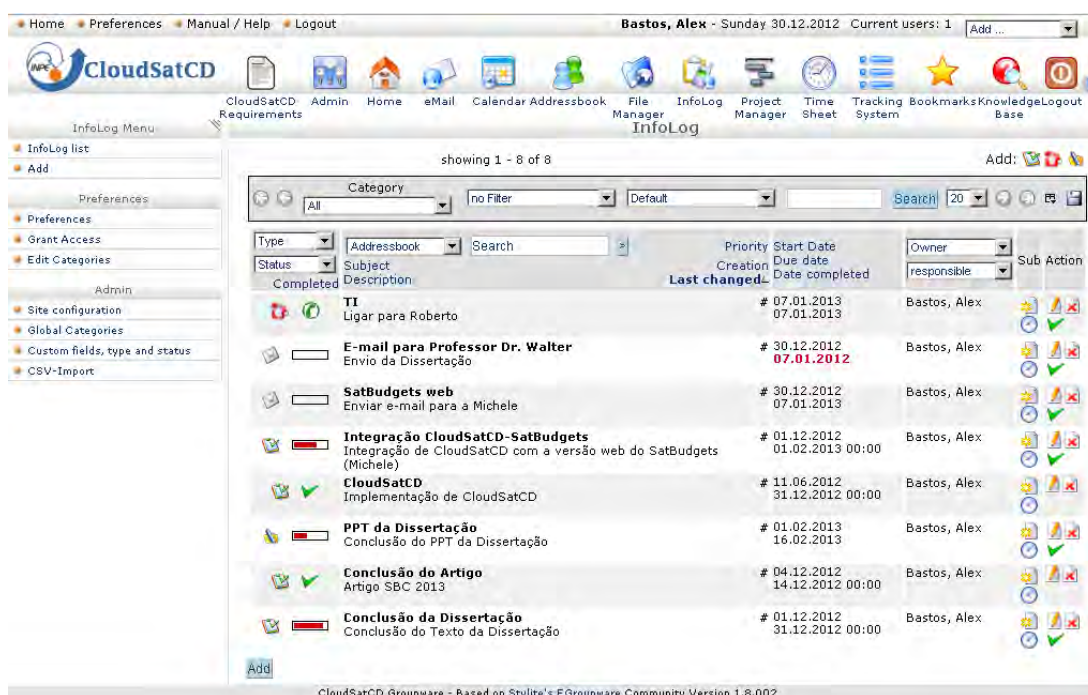 Home Preferences Manual / Help Logout Bastos, Alex - Sunday 30.12.2012 Current users: 1 Add ...
INPE CloudSatCD
CloudSatCD Requirements Admin Home eMail Calendar Addressbook File Manager InfoLog Project Manager Time Sheet Tracking System Bookmarks Knowledge Base Logout
InfoLog Menu
InfoLog list
Add
Preferences
Preferences
Grant Access
Edit Categories
Admin
Site configuration
Global Categories
Custom fields, type and status
CSV-Import
InfoLog
showing 1 - 8 of 8 Add:
Category
All no Filter Default Search 20
Type Addressbook Search Priority Start Date Owner
Status Subject Creation Due date responsible Sub Action
Completed Description Last changed Date completed
TI # 07.01.2013 Bastos, Alex
Ligar para Roberto 07.01.2013
E-mail para Professor Dr. Walter # 30.12.2012 Bastos, Alex
Envio da Dissertação 07.01.2012
SatBudgets web # 30.12.2012 Bastos, Alex
Enviar e-mail para a Michele 07.01.2013
Integração CloudSatCD-SatBudgets # 01.12.2012 Bastos, Alex
Integração de CloudSatCD com a versão web do SatBudgets 01.02.2013 00:00
(Michele)
CloudSatCD # 11.06.2012 Bastos, Alex
Implementação de CloudSatCD 31.12.2012 00:00
PPT da Dissertação # 01.02.2013 Bastos, Alex
Conclusão do PPT da Dissertação 16.02.2013
Conclusão do Artigo # 04.12.2012 Bastos, Alex
Artigo SBC 2013 14.12.2012 00:00
Conclusão da Dissertação # 01.12.2012 Bastos, Alex
Conclusão do Texto da Dissertação 31.12.2012 00:00
Add
CloudSatCD Groupware - Based on Stylite's EGroupware Community Version 1.8.002